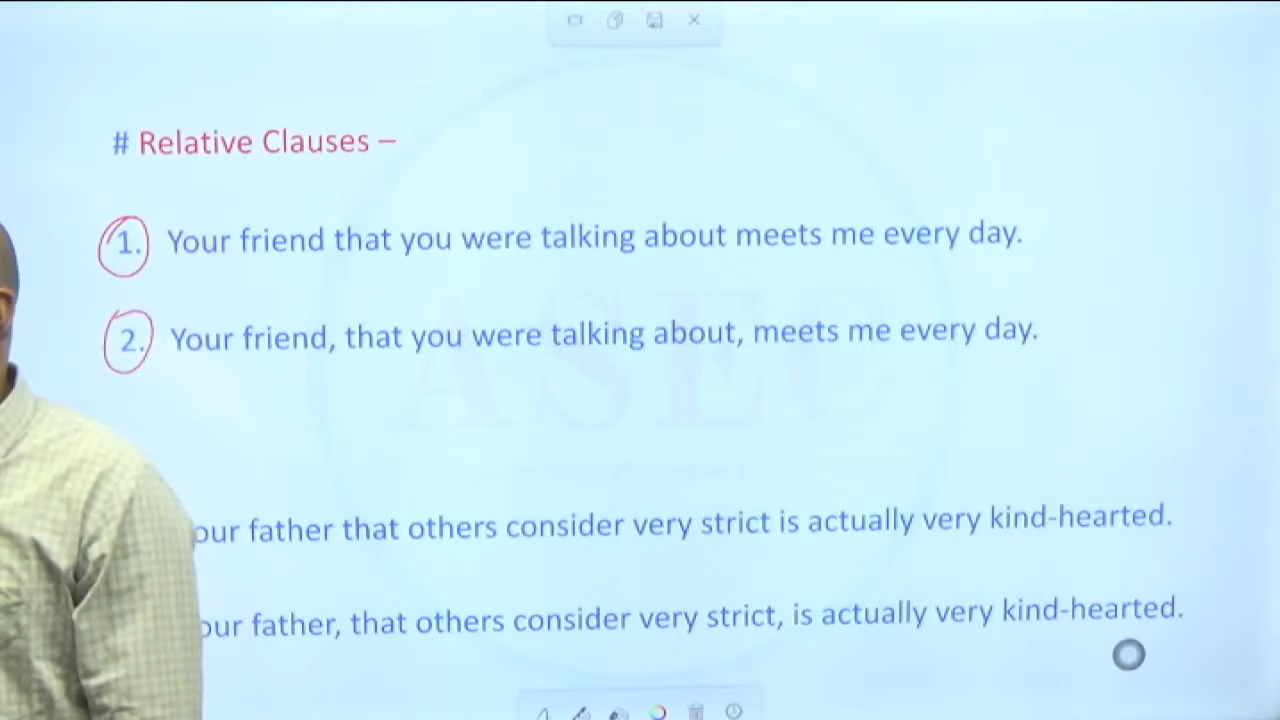 # Relative Clauses –
1. Your friend that you were talking about meets me every day.
2. Your friend, that you were talking about, meets me every day.
our father that others consider very strict is actually very kind-hearted.
our father, that others consider very strict, is actually very kind-hearted.
ASEC